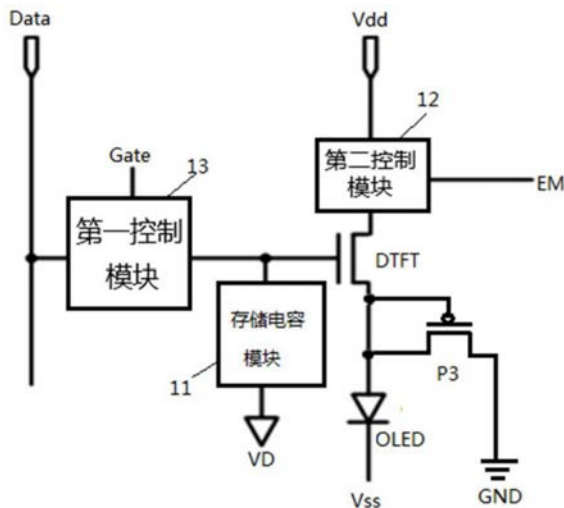 Data
Vdd
12
第二控制
模块
EM
Gate
13
第一控制
模块
DTFT
存储电容
模块
11
P3
VD
OLED
Vss
GND